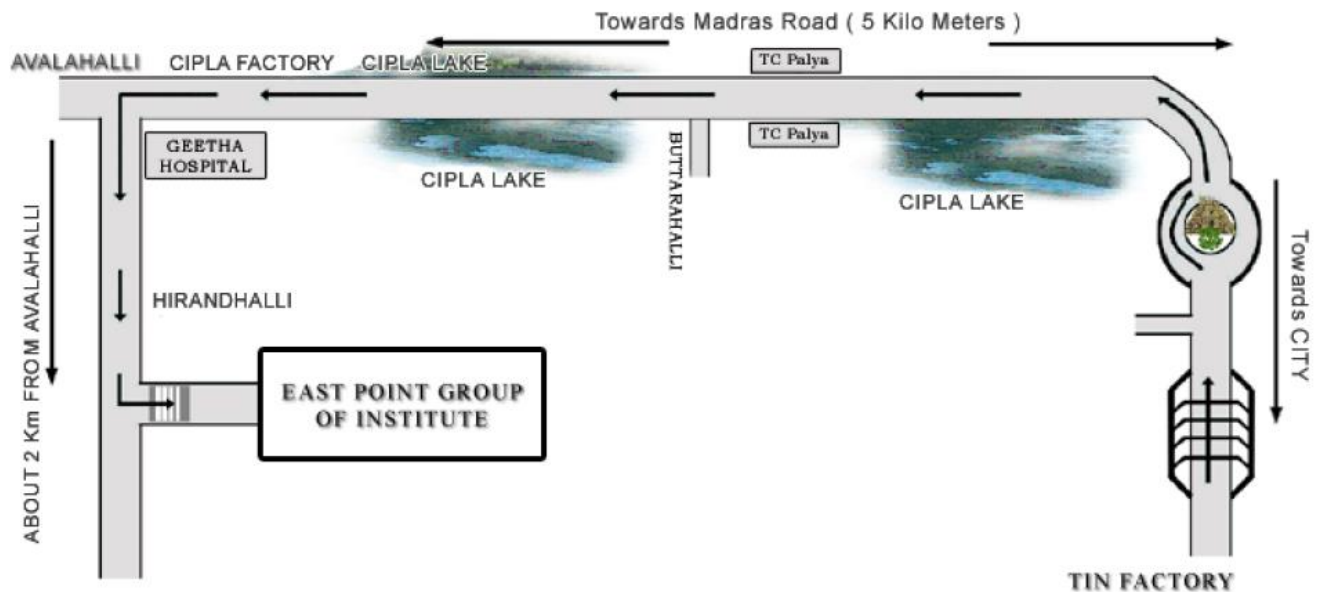 Towards Madras Road ( 5 Kilo Meters )
AVALAHALLI
CIPLA FACTORY
CIPLA LAKE
TC Palya
GEETHA
HOSPITAL
CIPLA LAKE
BUTTARAHALLI
TC Palya
CIPLA LAKE
Towards CITY
ABOUT 2 Km FROM AVALAHALLI
HIRANDHALLI
EAST POINT GROUP
OF INSTITUTE
TIN FACTORY